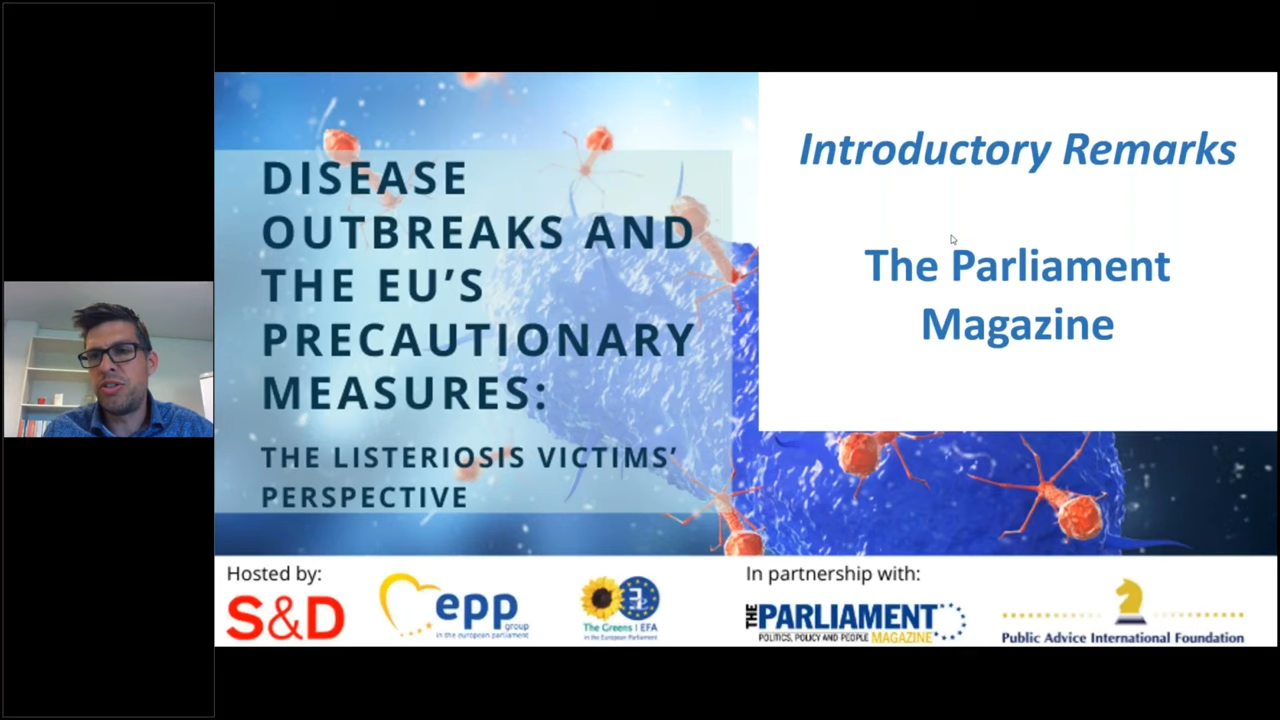 DISEASE
OUTBREAKS AND
THE EU'S
PRECAUTIONARY
MEASURES:
THE LISTERIOSIS VICTIMS'
PERSPECTIVE
Introductory Remarks
The Parliament
Magazine
Hosted by:
S&D
epp
group
in the european parliament
The Greens | EFA
in the European Parliament
In partnership with:
THE PARLIAMENT
POLITICS, POLICY AND PEOPLE MAGAZINE
Public Advice International Foundation